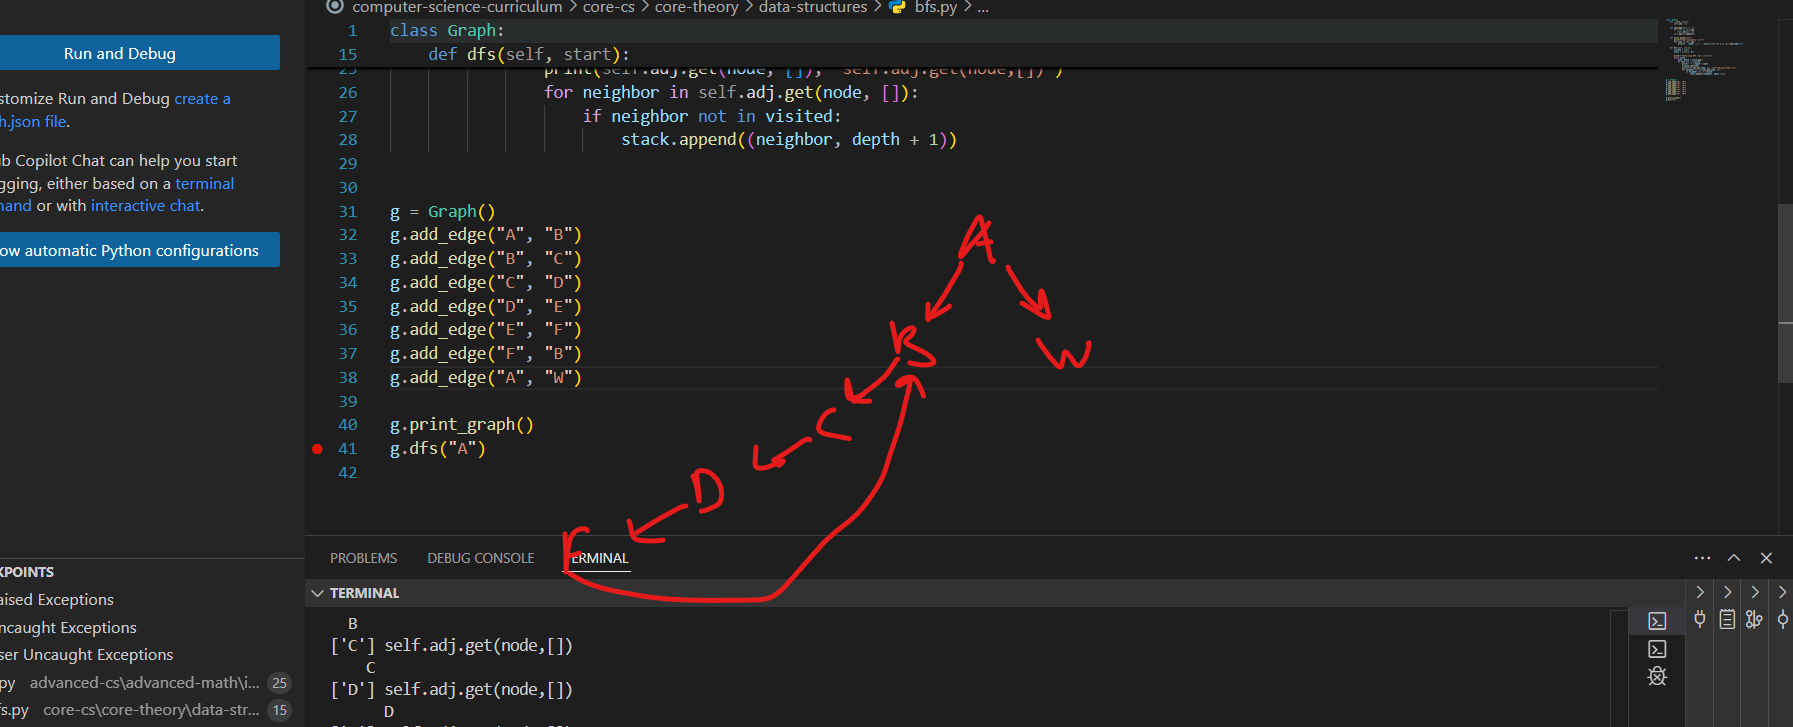 computer-science-curriculum > core-cs > core-theory > data-structures > bfs.py > ...
Run and Debug
stomize Run and Debug create a
h.json file.
b Copilot Chat can help you start
gging, either based on a terminal
mand or with interactive chat.
ow automatic Python configurations
1 class Graph:
15 def dfs(self, start):
25 print(self.adj.get(node, []), "self.adj.get(node,[])")
26 for neighbor in self.adj.get(node, []):
27 if neighbor not in visited:
28 stack.append((neighbor, depth + 1))
29
30
31 g = Graph()
32 g.add_edge("A", "B")
33 g.add_edge("B", "C")
34 g.add_edge("C", "D")
35 g.add_edge("D", "E")
36 g.add_edge("E", "F")
37 g.add_edge("F", "B")
38 g.add_edge("A", "W")
39
40 g.print_graph()
41 g.dfs("A")
42
A
B
W
C
D
F
PROBLEMS DEBUG CONSOLE TERMINAL
TERMINAL
B
['C'] self.adj.get(node,[])
C
['D'] self.adj.get(node,[])
D
KPOINTS
aised Exceptions
ncaught Exceptions
ser Uncaught Exceptions
py advanced-cs\advanced-math\i... 25
fs.py core-cs\core-theory\data-str... 15